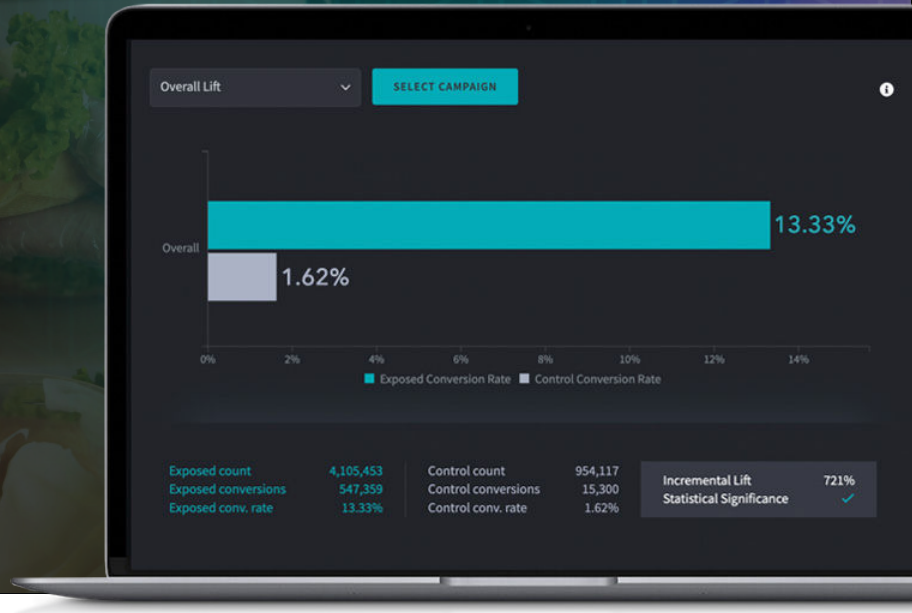 Overall Lift
SELECT CAMPAIGN
13.33%
Overall
1.62%
0% 2% 4% 6% 8% 10% 12% 14%
Exposed Conversion Rate Control Conversion Rate
Exposed count 4,105,453
Exposed conversions 547,359
Exposed conv. rate 13.33%
Control count 954,117
Control conversions 15,300
Control conv. rate 1.62%
Incremental Lift 721%
Statistical Significance